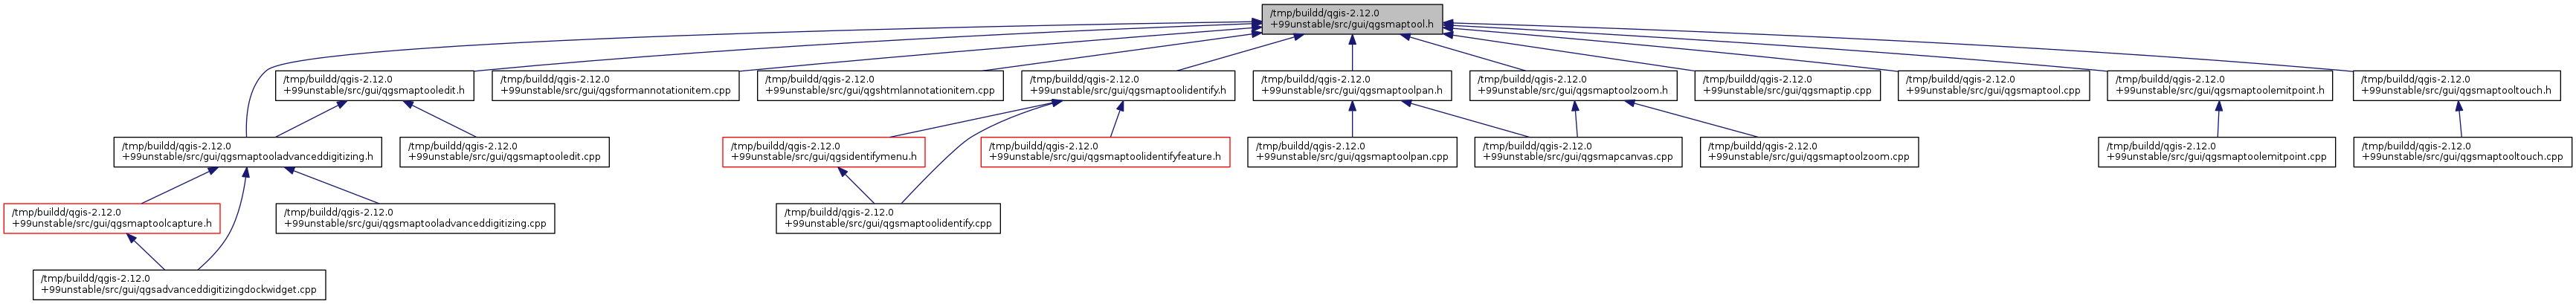 /tmp/buildd/qgis-2.12.0
+99unstable/src/gui/qgsmaptool.h
/tmp/buildd/qgis-2.12.0
+99unstable/src/gui/qgsmaptooledit.h
/tmp/buildd/qgis-2.12.0
+99unstable/src/gui/qgsformannotationitem.cpp
/tmp/buildd/qgis-2.12.0
+99unstable/src/gui/qgshtmlannotationitem.cpp
/tmp/buildd/qgis-2.12.0
+99unstable/src/gui/qgsmaptoolidentify.h
/tmp/buildd/qgis-2.12.0
+99unstable/src/gui/qgsmaptoolpan.h
/tmp/buildd/qgis-2.12.0
+99unstable/src/gui/qgsmaptoolzoom.h
/tmp/buildd/qgis-2.12.0
+99unstable/src/gui/qgsmaptip.cpp
/tmp/buildd/qgis-2.12.0
+99unstable/src/gui/qgsmaptool.cpp
/tmp/buildd/qgis-2.12.0
+99unstable/src/gui/qgsmaptoolemitpoint.h
/tmp/buildd/qgis-2.12.0
+99unstable/src/gui/qgsmaptooltouch.h
/tmp/buildd/qgis-2.12.0
+99unstable/src/gui/qgsmaptooladvanceddigitizing.h
/tmp/buildd/qgis-2.12.0
+99unstable/src/gui/qgsmaptooledit.cpp
/tmp/buildd/qgis-2.12.0
+99unstable/src/gui/qgsidentifymenu.h
/tmp/buildd/qgis-2.12.0
+99unstable/src/gui/qgsmaptoolidentifyfeature.h
/tmp/buildd/qgis-2.12.0
+99unstable/src/gui/qgsmaptoolpan.cpp
/tmp/buildd/qgis-2.12.0
+99unstable/src/gui/qgsmapcanvas.cpp
/tmp/buildd/qgis-2.12.0
+99unstable/src/gui/qgsmaptoolzoom.cpp
/tmp/buildd/qgis-2.12.0
+99unstable/src/gui/qgsmaptoolemitpoint.cpp
/tmp/buildd/qgis-2.12.0
+99unstable/src/gui/qgsmaptooltouch.cpp
/tmp/buildd/qgis-2.12.0
+99unstable/src/gui/qgsmaptoolcapture.h
/tmp/buildd/qgis-2.12.0
+99unstable/src/gui/qgsmaptooladvanceddigitizing.cpp
/tmp/buildd/qgis-2.12.0
+99unstable/src/gui/qgsmaptoolidentify.cpp
/tmp/buildd/qgis-2.12.0
+99unstable/src/gui/qgsadvanceddigitizingdockwidget.cpp